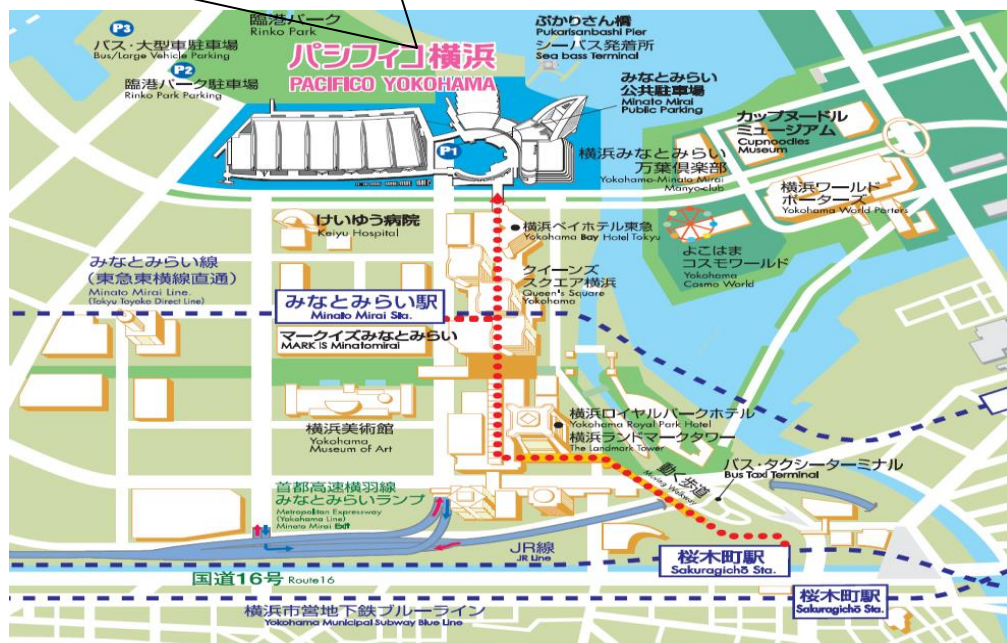 P3
バス・大型車駐車場
Bus/Large Vehicle Parking
P2
臨港パーク駐車場
Rinko Park Parking
臨港パーク
Rinko Park
パシフィコ横浜
PACIFICO YOKOHAMA
ぷかりさん橋
Pukarisanbashi Pier
シーバス発着所
Sea bass Terminal
みなとみらい
公共駐車場
Minato Mirai
Public Parking
P1
カップヌードル
ミュージアム
Cupnoodles
Museum
横浜みなとみらい
万葉倶楽部
Yokohama-Minato Mirai
Manyo-club
横浜ワールド
ポーターズ
Yokohama World Porters
けいゆう病院
Keiyu Hospital
横浜ベイホテル東急
Yokohama Bay Hotel Tokyu
よこはま
コスモワールド
Yokohama
Cosmo World
みなとみらい線
(東急東横線直通)
Minato Mirai Line.
(Tokyu Toyoko Direct Line)
クイーンズ
スクエア横浜
Queen's Square
Yokohama
みなとみらい駅
Minato Mirai Sta.
マークイズみなとみらい
MARK IS Minatomirai
横浜美術館
Yokohama
Museum of Art
横浜ロイヤルパークホテル
Yokohama Royal Park Hotel
横浜ランドマークタワー
The Landmark Tower
動く歩道
Moving Walkway
バス・タクシーターミナル
Bus Taxi Terminal
首都高速横羽線
みなとみらいランプ
Metropolitan Expressway
(Yokohama Line)
Minato Mirai Exit
JR線
JR Line
桜木町駅
Sakuragichō Sta.
国道16号 Route16
桜木町駅
Sakuragichō Sta.
横浜市営地下鉄ブルーライン
Yokohama Municipal Subway Blue Line